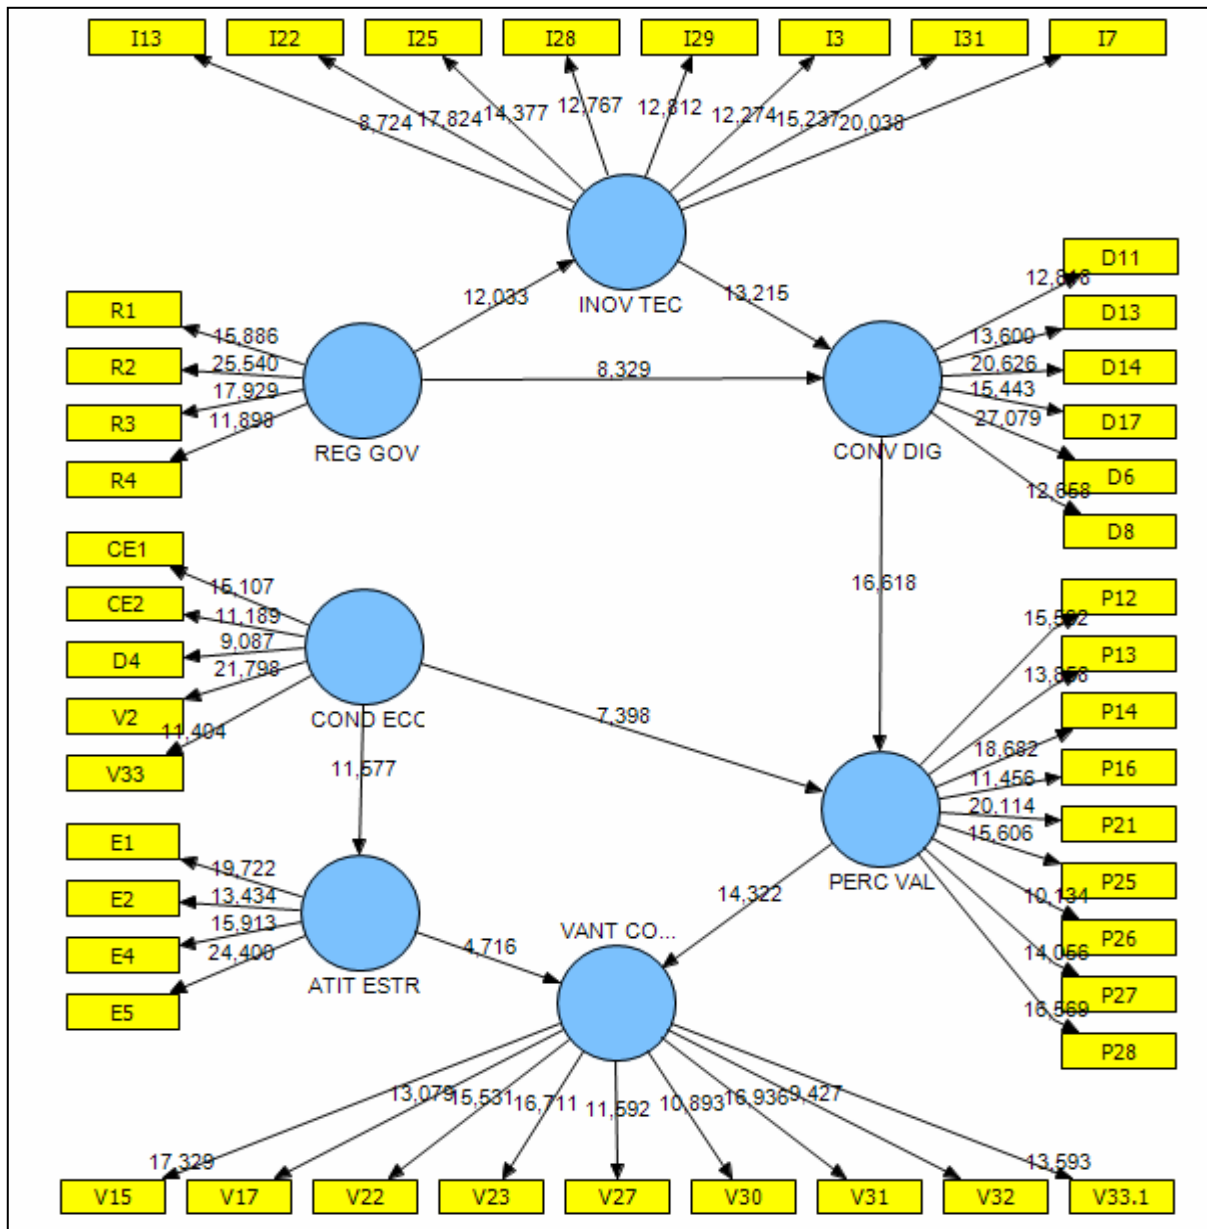 I13 I22 I25 I28 I29 I3 I31 I7
8,724 17,824 14,377 12,767 12,812 12,274 15,237 20,038
INOV TEC
12,033
13,215
R1
R2
R3
R4
15,886
25,540
17,929
11,898
REG GOV
8,329
CONV DIG
D11
D13
D14
D17
D6
D8
13,600
20,626
15,443
27,079
16,618
CE1
CE2
D4
V2
V33
11,189
9,087
21,798
11,404
COND ECO
7,398
11,577
P12
P13
P14
P16
P21
P25
P26
P27
P28
18,682
11,456
20,114
15,606
10,134
14,056
16,569
PERC VAL
E1
E2
E4
E5
19,722
13,434
15,913
24,400
ATIT ESTR
4,716
14,322
VANT CO...
17,329 13,079 15,531 16,711 11,592 10,893 16,936 9,427 13,593
V15 V17 V22 V23 V27 V30 V31 V32 V33.1